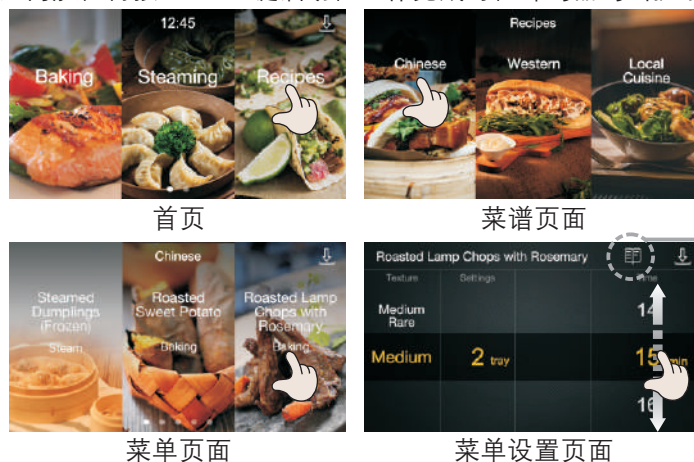 12:45
Baking
Steaming
Recipes
首页
Recipes
Chinese
Western
Local
Cuisine
菜谱页面
Chinese
Steamed
Dumplings
(Frozen)
Steam
Roasted
Sweet Potato
Baking
Roasted Lamp
Chops with
Rosemary
Baking
菜单页面
Roasted Lamp Chops with Rosemary
Texture
Settings
Time
Medium
Rare
14
Medium
2 tray
15 min
16
菜单设置页面